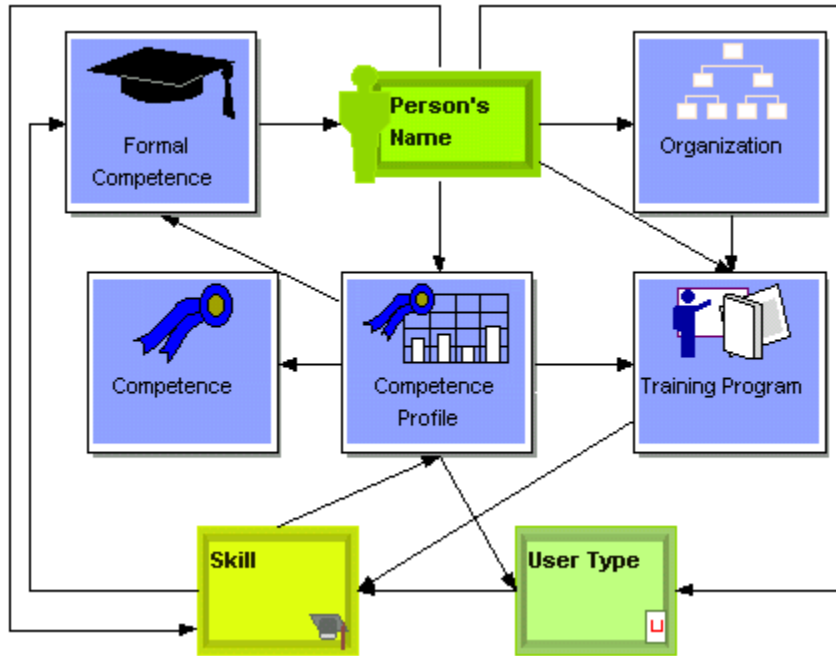 Formal
Competence
Person's
Name
Organization
Competence
Competence
Profile
Training Program
Skill
User Type
U